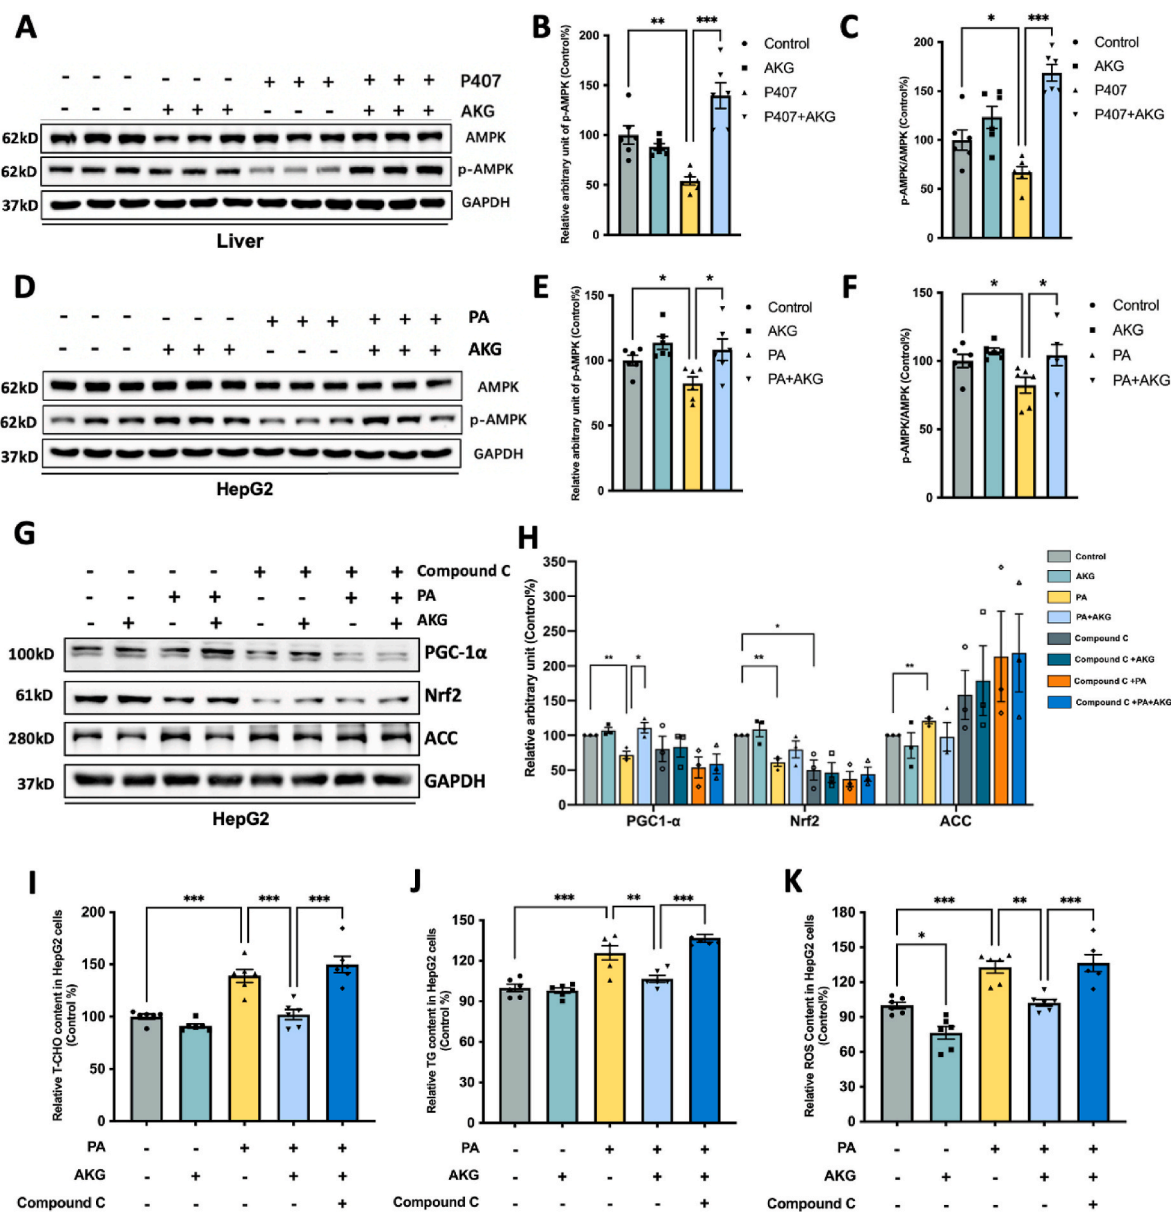 A
- - - - - - + + + + + + P407
- - - + + + - - - + + + AKG
62kD AMPK
62kD p-AMPK
37kD GAPDH
Liver
B
** ***
Relative arbitrary unit of p-AMPK (Control%)
200
150
100
50
0
Control
AKG
P407
P407+AKG
C
* ***
p-AMPK/AMPK (Control%)
200
150
100
50
0
Control
AKG
P407
P407+AKG
D
- - - - - - + + + + + + PA
- - - + + + - - - + + + AKG
62kD AMPK
62kD p-AMPK
37kD GAPDH
HepG2
E
* *
Relative arbitrary unit of p-AMPK (Control%)
150
100
50
0
Control
AKG
PA
PA+AKG
F
* *
p-AMPK/AMPK (Control%)
150
100
50
0
Control
AKG
PA
PA+AKG
G
- - - - + + + + Compound C
- - + + - - + + PA
- + - + - + - + AKG
100kD PGC-1α
61kD Nrf2
280kD ACC
37kD GAPDH
HepG2
H
Relative arbitrary unit (Control%)
350
300
250
200
150
100
50
0
** *
* **
**
PGC1-α Nrf2 ACC
Control
AKG
PA
PA+AKG
Compound C
Compound C +AKG
Compound C +PA
Compound C +PA+AKG
I
*** *** ***
Relative T-CHO content in HepG2 cells
(Control %)
200
150
100
50
0
PA - - + + +
AKG - + - + +
Compound C - - - - +
J
*** ** ***
Relative TG content in HepG2 cells
(Control%)
150
120
90
60
30
0
PA - - + + +
AKG - + - + +
Compound C - - - - +
K
*** ** ***
*
Relative ROS Content in HepG2 cells
(Control%)
180
150
120
90
60
30
0
PA - - + + +
AKG - + - + +
Compound C - - - - +